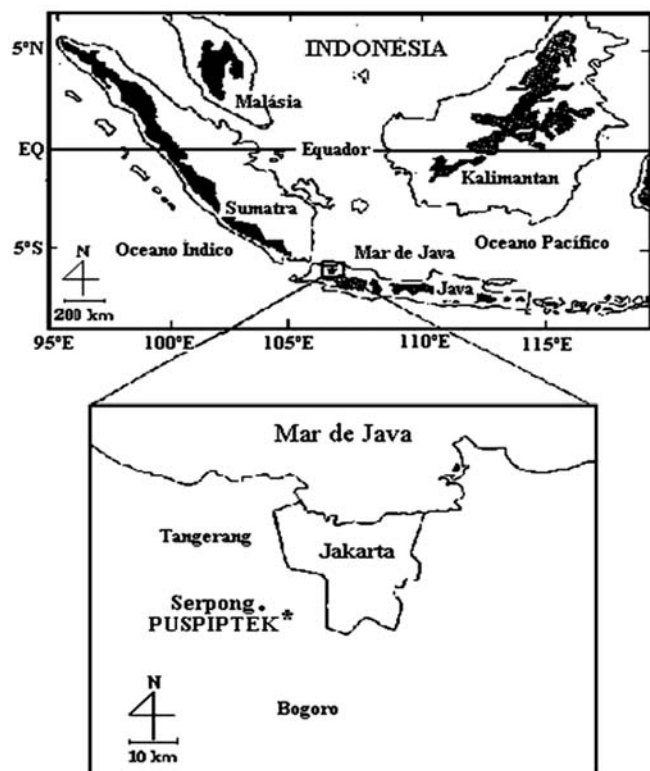 5°N
INDONESIA
Malásia
EQ
Equador
Kalimantan
Sumatra
5°S
Oceano Índico
Mar de Java
Oceano Pacífico
N
Java
200 km
95°E
100°E
105°E
110°E
115°E
Mar de Java
Tangerang
Jakarta
Serpong
PUSPIPTEK*
N
Bogoro
10 km